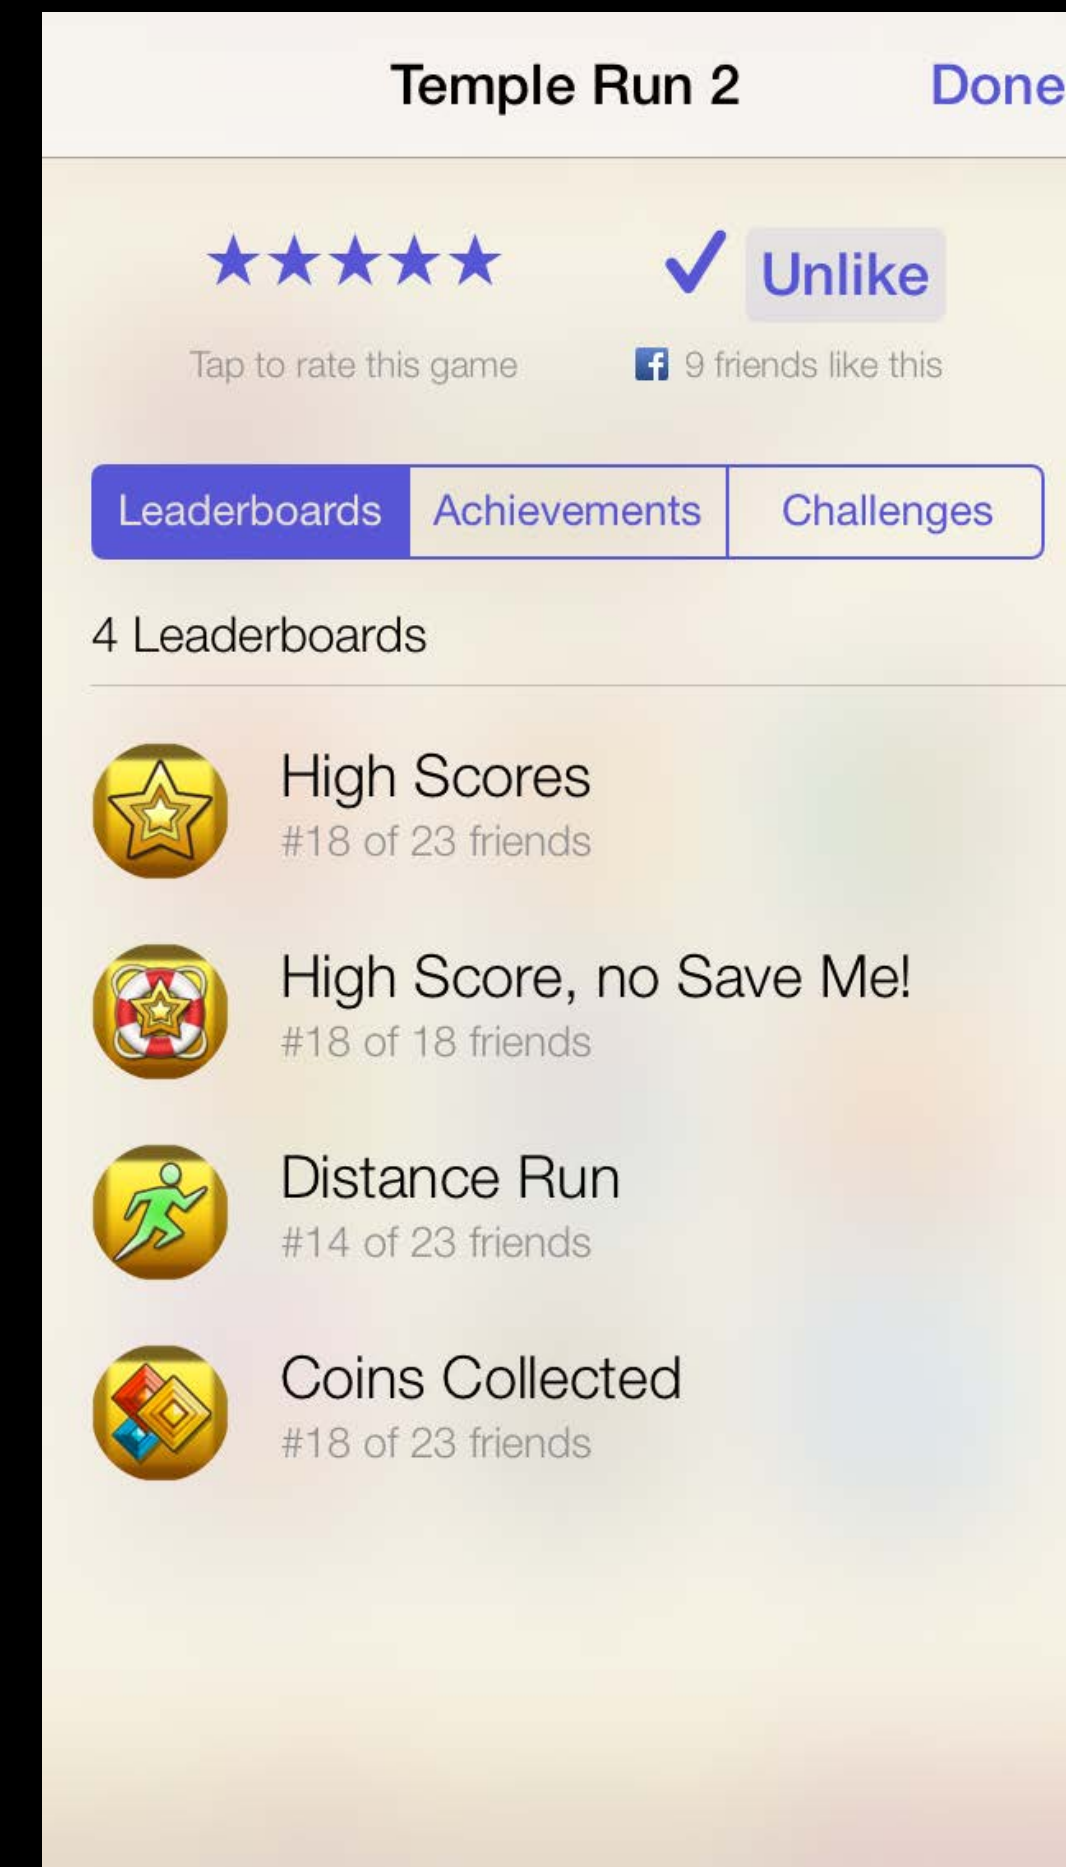 Temple Run 2 Done
★★★★★ ✓ Unlike
Tap to rate this game f 9 friends like this
Leaderboards Achievements Challenges
4 Leaderboards
High Scores
#18 of 23 friends
High Score, no Save Me!
#18 of 18 friends
Distance Run
#14 of 23 friends
Coins Collected
#18 of 23 friends